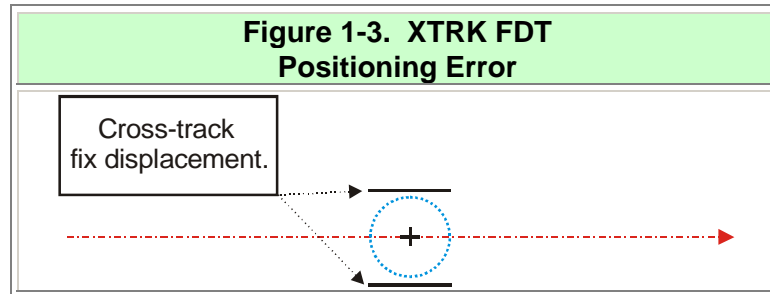 Figure 1-3. XTRK FDT
Positioning Error
Cross-track
fix displacement.